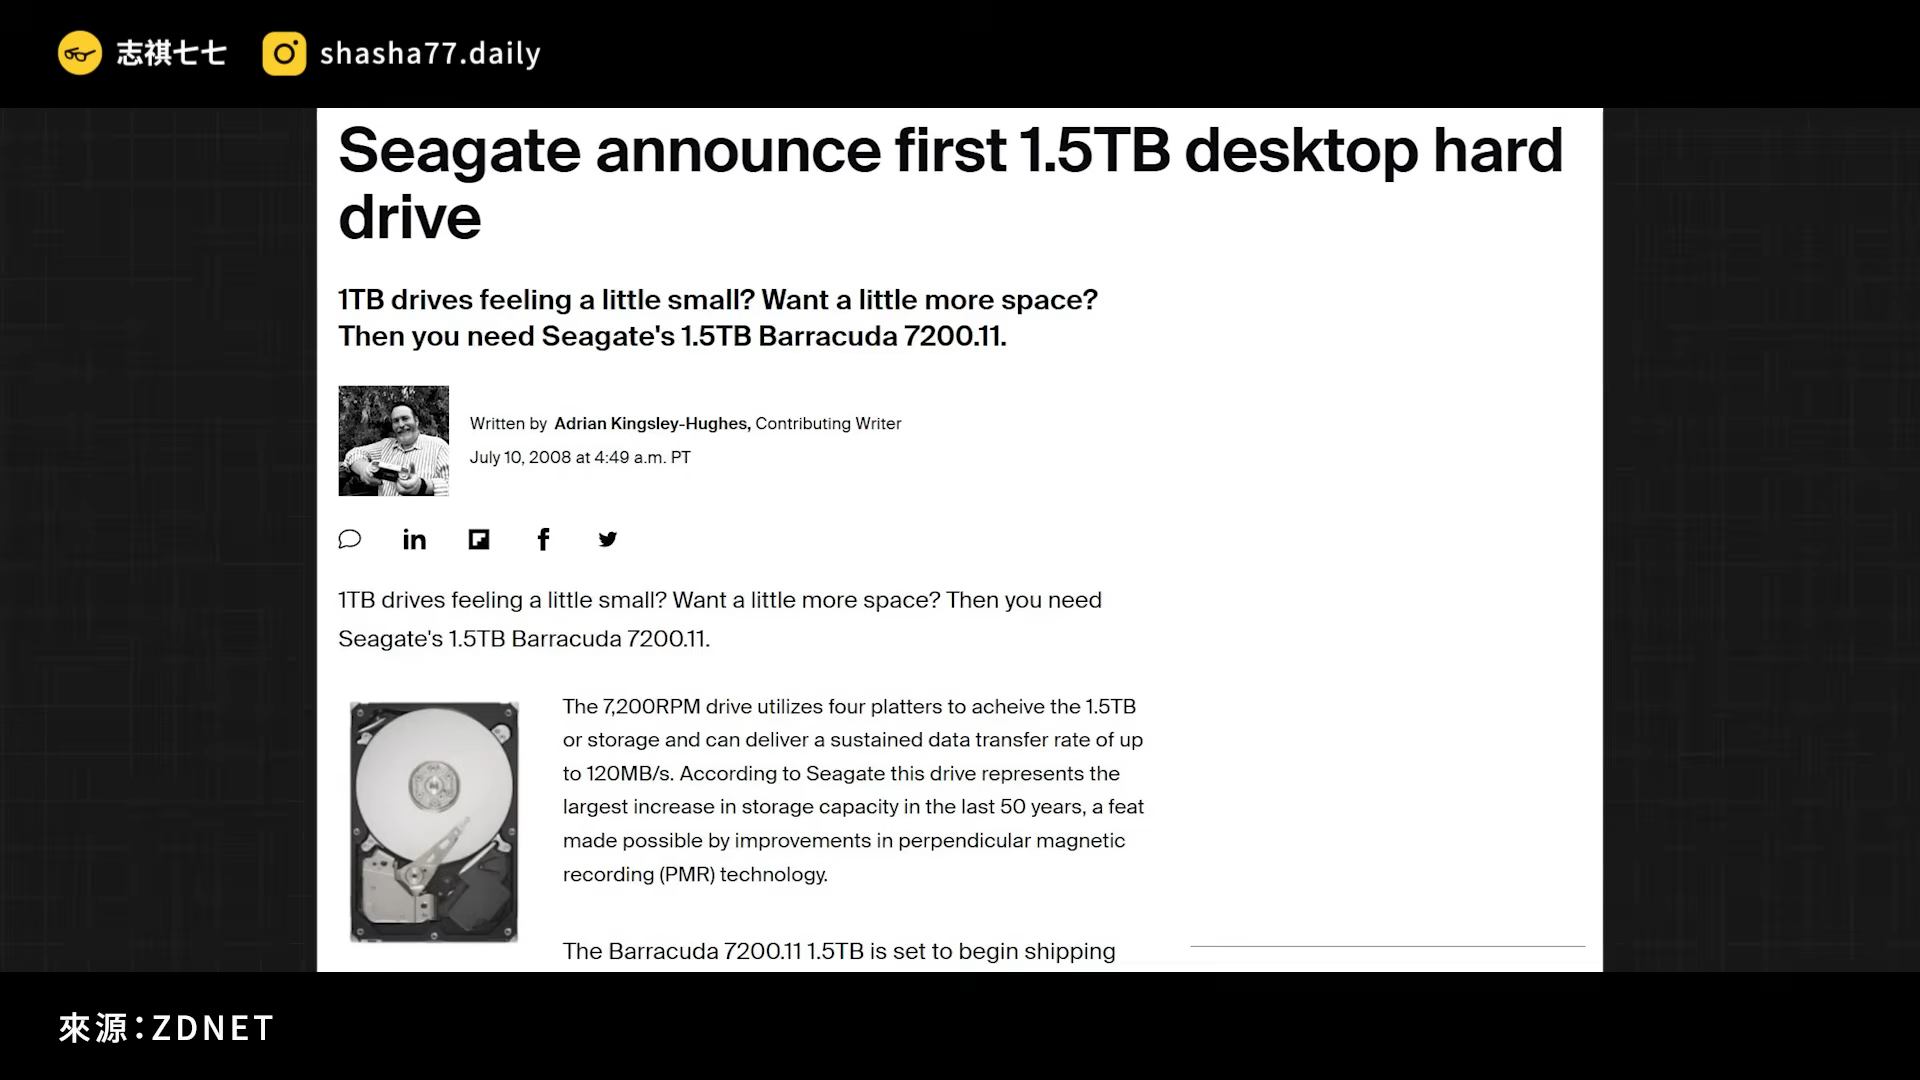 志祺七七 shasha77.daily
Seagate announce first 1.5TB desktop hard
drive
1TB drives feeling a little small? Want a little more space?
Then you need Seagate's 1.5TB Barracuda 7200.11.
Written by Adrian Kingsley-Hughes, Contributing Writer
July 10, 2008 at 4:49 a.m. PT
1TB drives feeling a little small? Want a little more space? Then you need
Seagate's 1.5TB Barracuda 7200.11.
The 7,200RPM drive utilizes four platters to acheive the 1.5TB
or storage and can deliver a sustained data transfer rate of up
to 120MB/s. According to Seagate this drive represents the
largest increase in storage capacity in the last 50 years, a feat
made possible by improvements in perpendicular magnetic
recording (PMR) technology.
The Barracuda 7200.11 1.5TB is set to begin shipping
來源：ZDNET